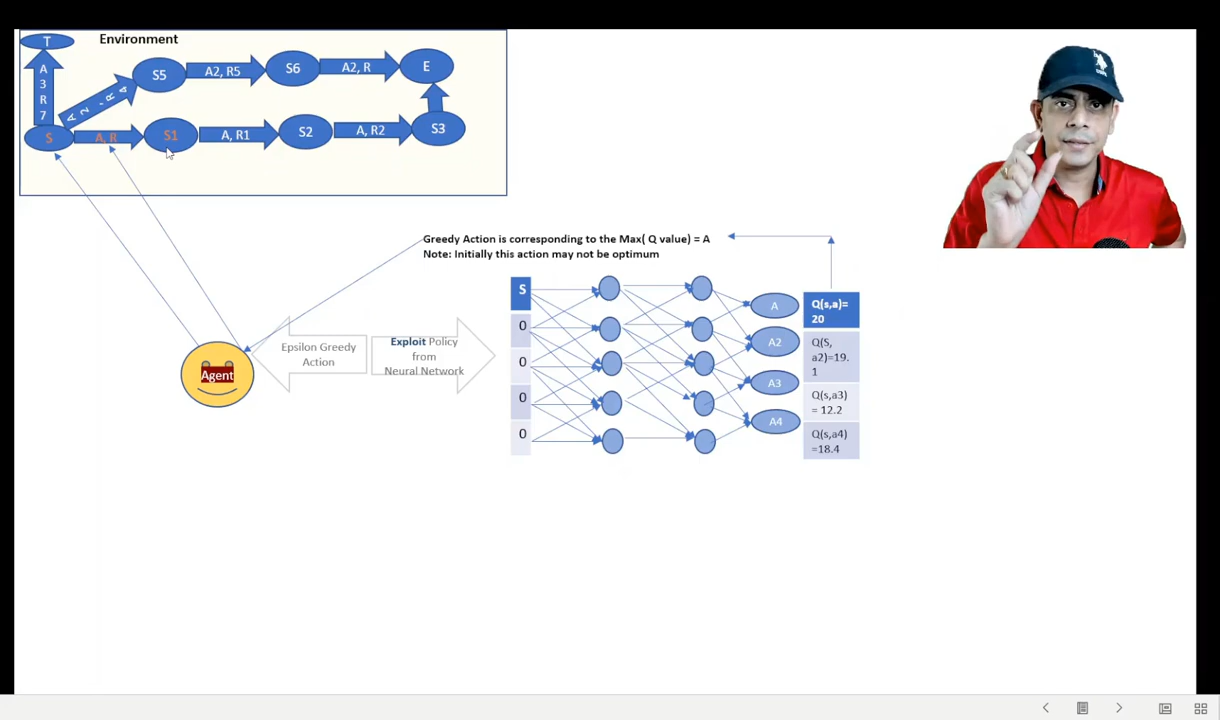 Environment
T
A
3
R
7
A2, R4
S5
A2, R5
S6
A2, R
E
S
A, R
S1
A, R1
S2
A, R2
S3
Greedy Action is corresponding to the Max( Q value) = A
Note: Initially this action may not be optimum
Agent
Epsilon Greedy
Action
Exploit Policy
from
Neural Network
S
0
0
0
0
A
A2
A3
A4
Q(s,a)=
20
Q(S,
a2)=19.
1
Q(s,a3)
= 12.2
Q(s,a4)
=18.4